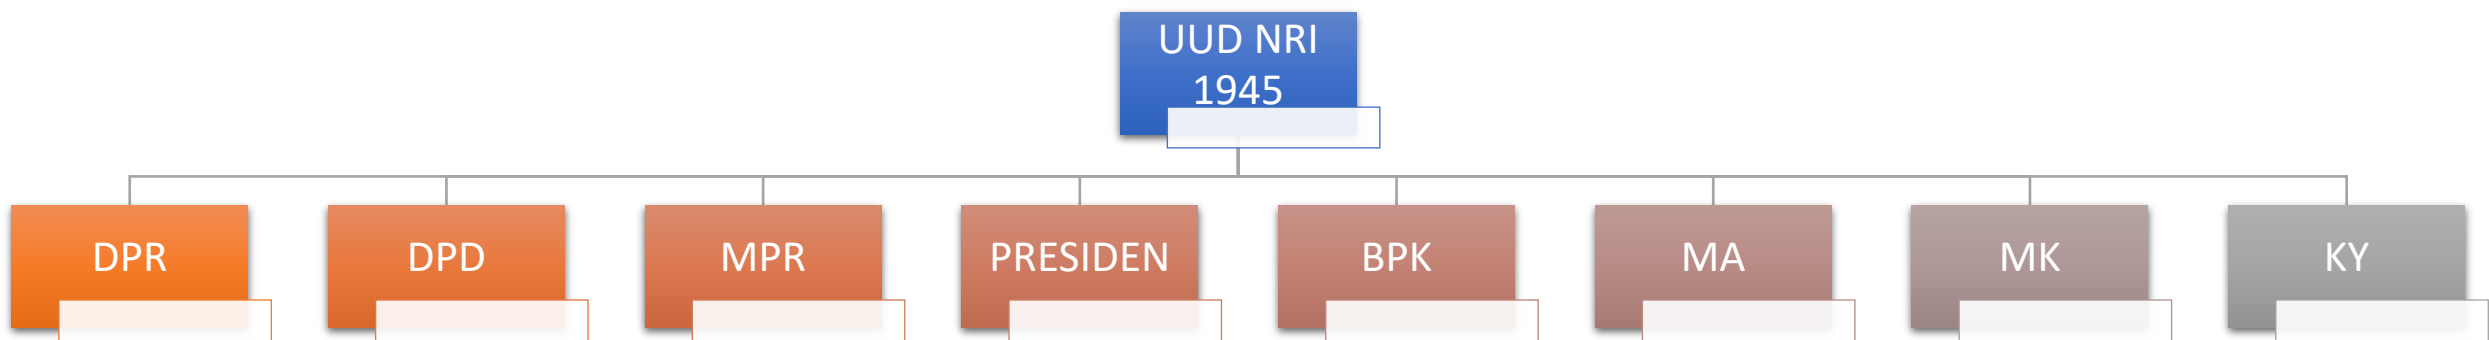 UUD NRI
1945
DPR
DPD
MPR
PRESIDEN
BPK
MA
MK
KY